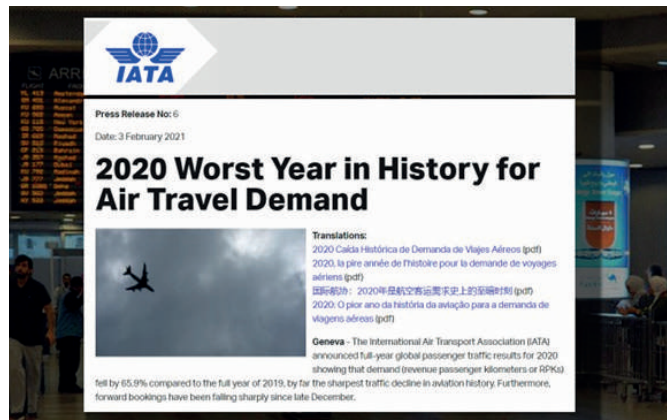 IATA
Press Release No: 6
Date: 3 February 2021
2020 Worst Year in History for
Air Travel Demand
Translations:
2020 Caída Histórica de Demanda de Viajes Aéreos (pdf)
2020, la pire année de l'histoire pour la demande de voyages
aériens (pdf)
国际航协：2020年是航空客运需求史上的至暗时刻 (pdf)
2020: O pior ano da história da aviação para a demanda de
viagens aéreas (pdf)
Geneva - The International Air Transport Association (IATA)
announced full-year global passenger traffic results for 2020
showing that demand (revenue passenger kilometers or RPKs)
fell by 65.9% compared to the full year of 2019, by far the sharpest traffic decline in aviation history. Furthermore,
forward bookings have been falling sharply since late December.
ARR
FLIGHT